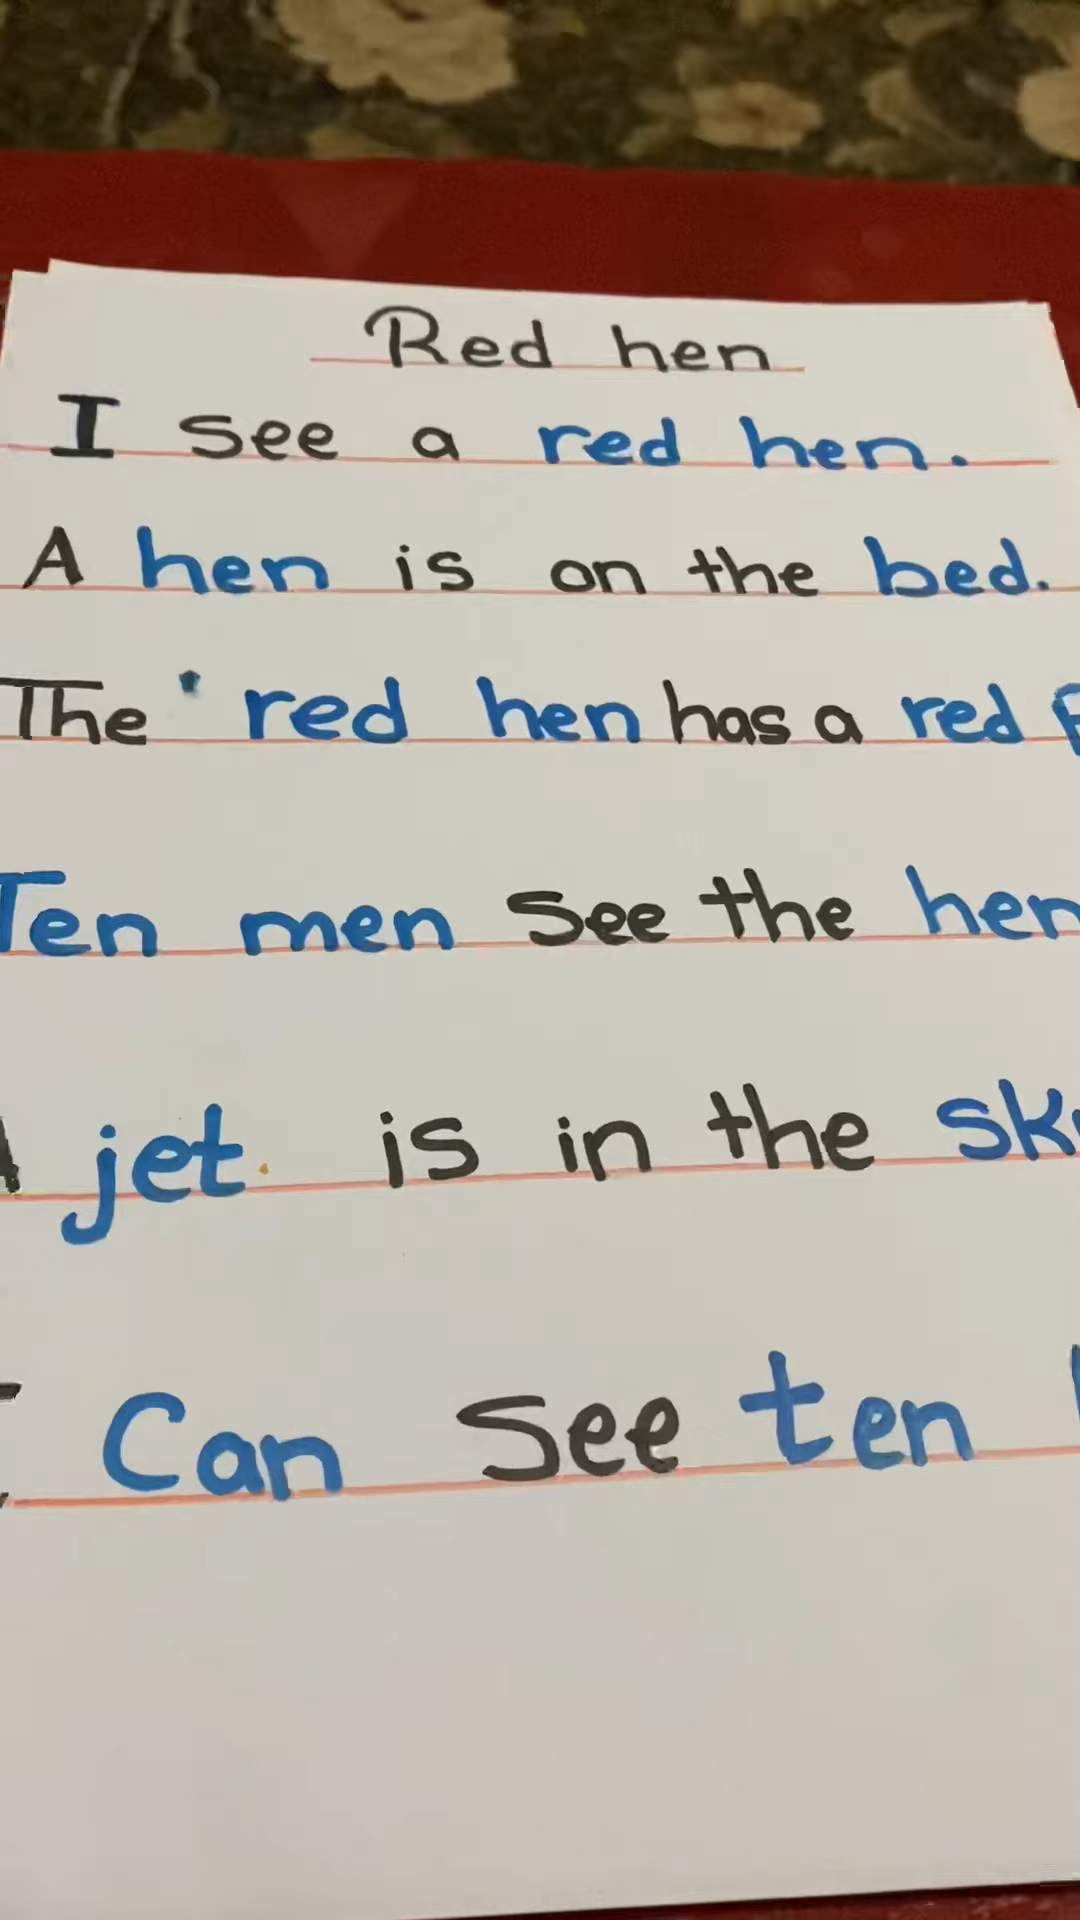 Red hen
I see a red hen.
A hen is on the bed.
The red hen has a red
Ten men see the hen
jet is in the
Can see ten